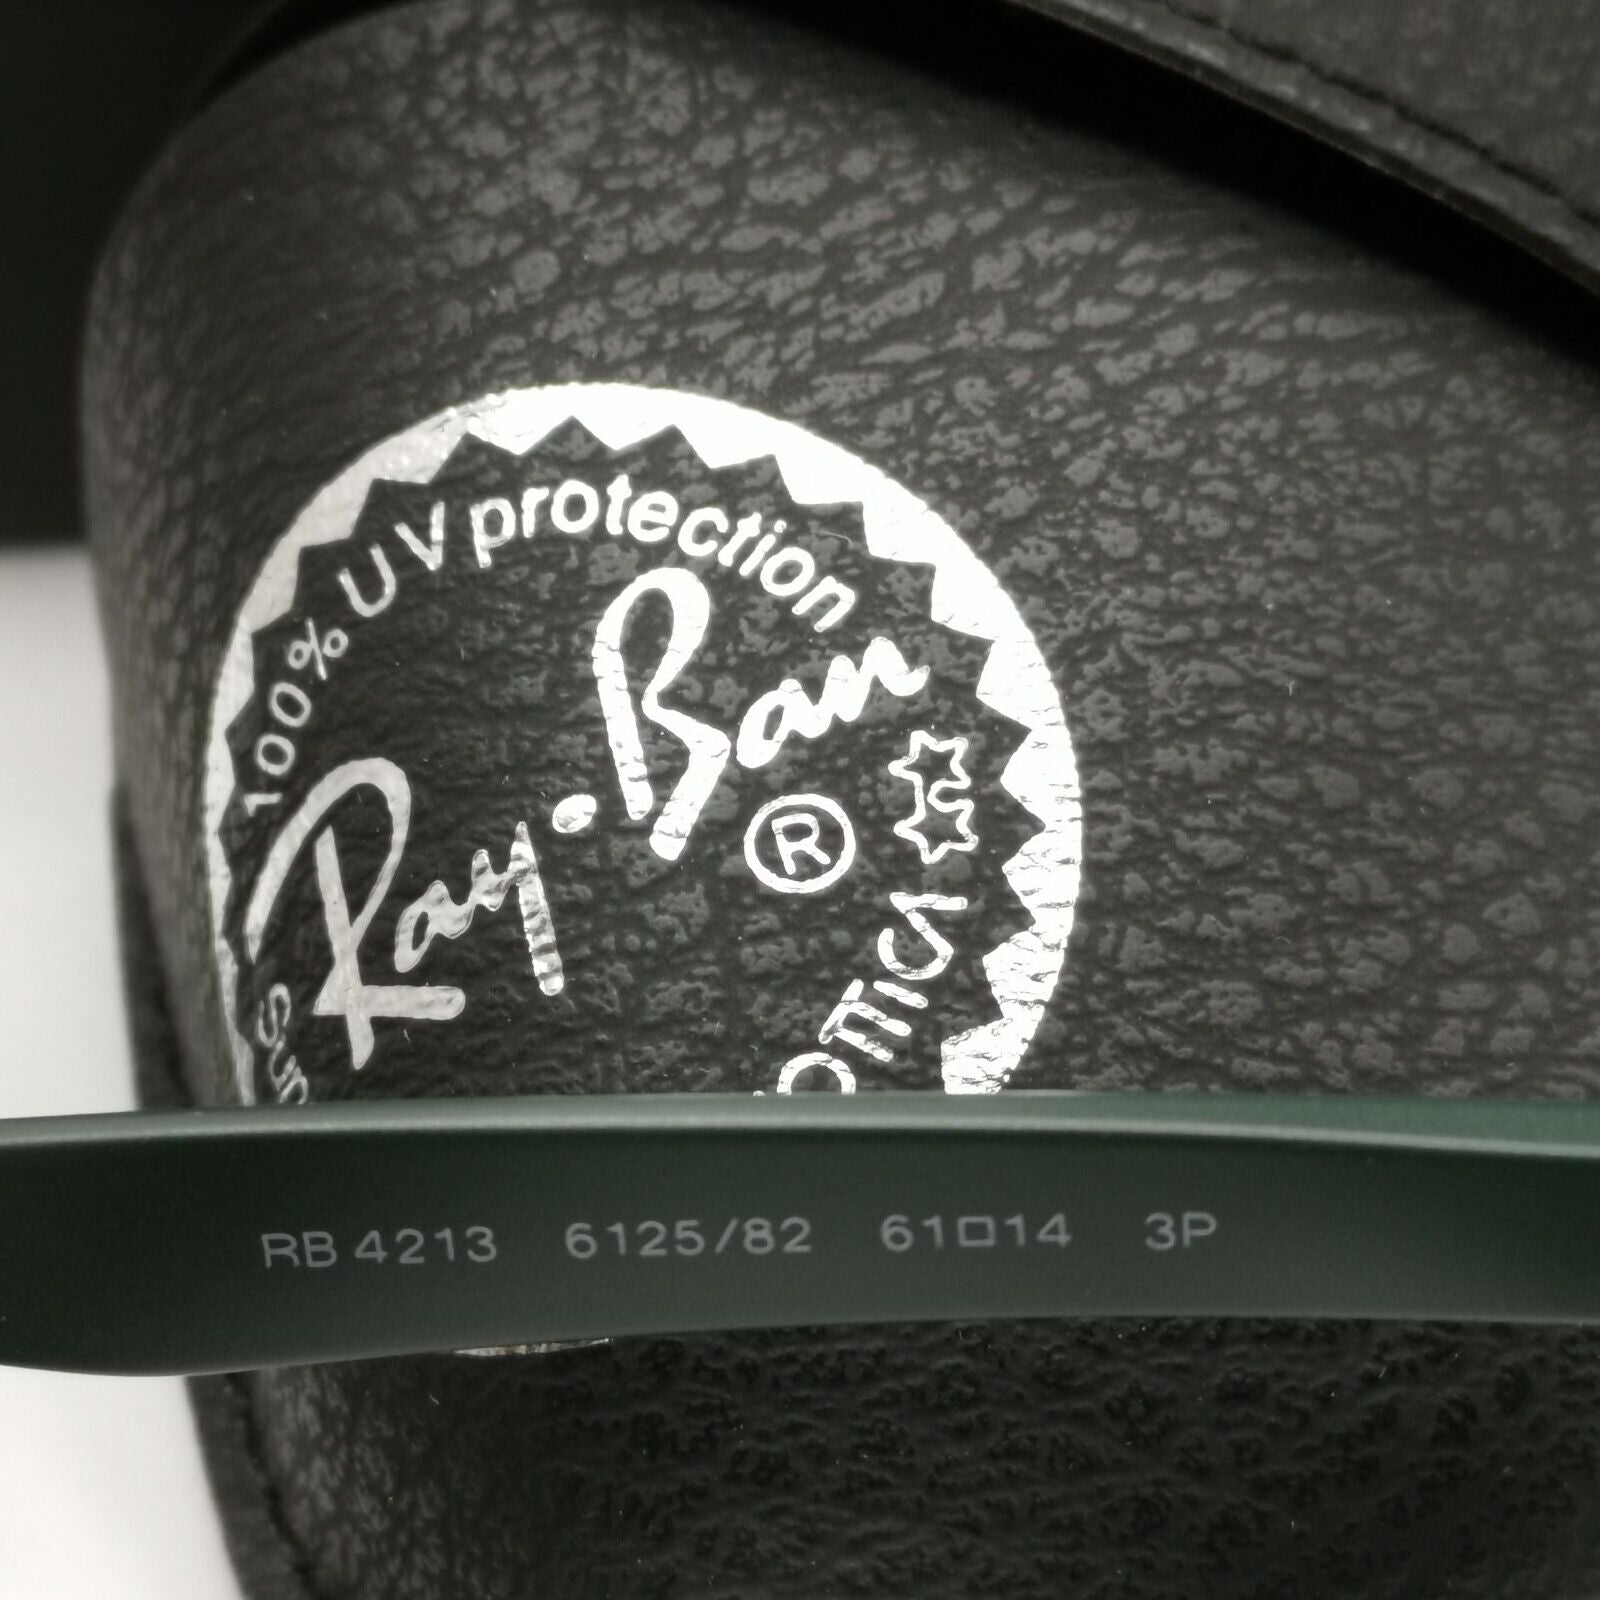 100% UV protection
Ray.Ban
®
RB 4213 6125/82 61□14 3P